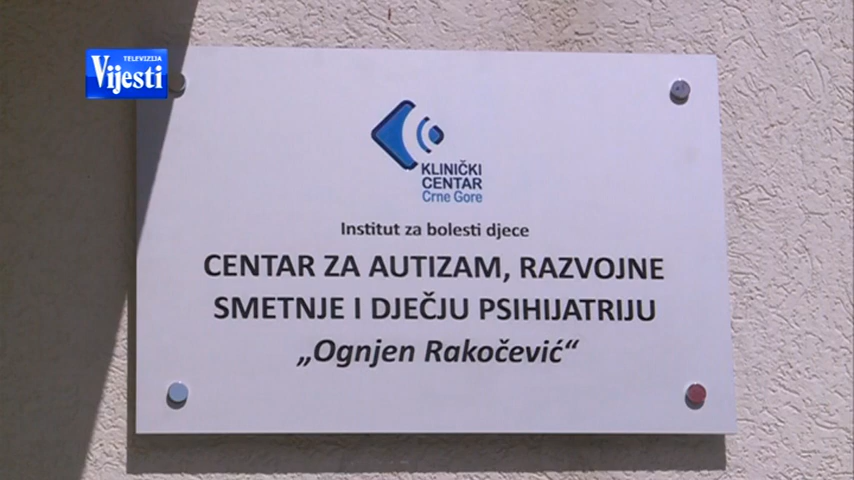 TELEVIZIJA
Vijesti
KLINIČKI
CENTAR
Crne Gore
Institut za bolesti djece
CENTAR ZA AUTIZAM, RAZVOJNE
SMETNJE I DJEČJU PSIHIJATRIJU
„Ognjen Rakočević“